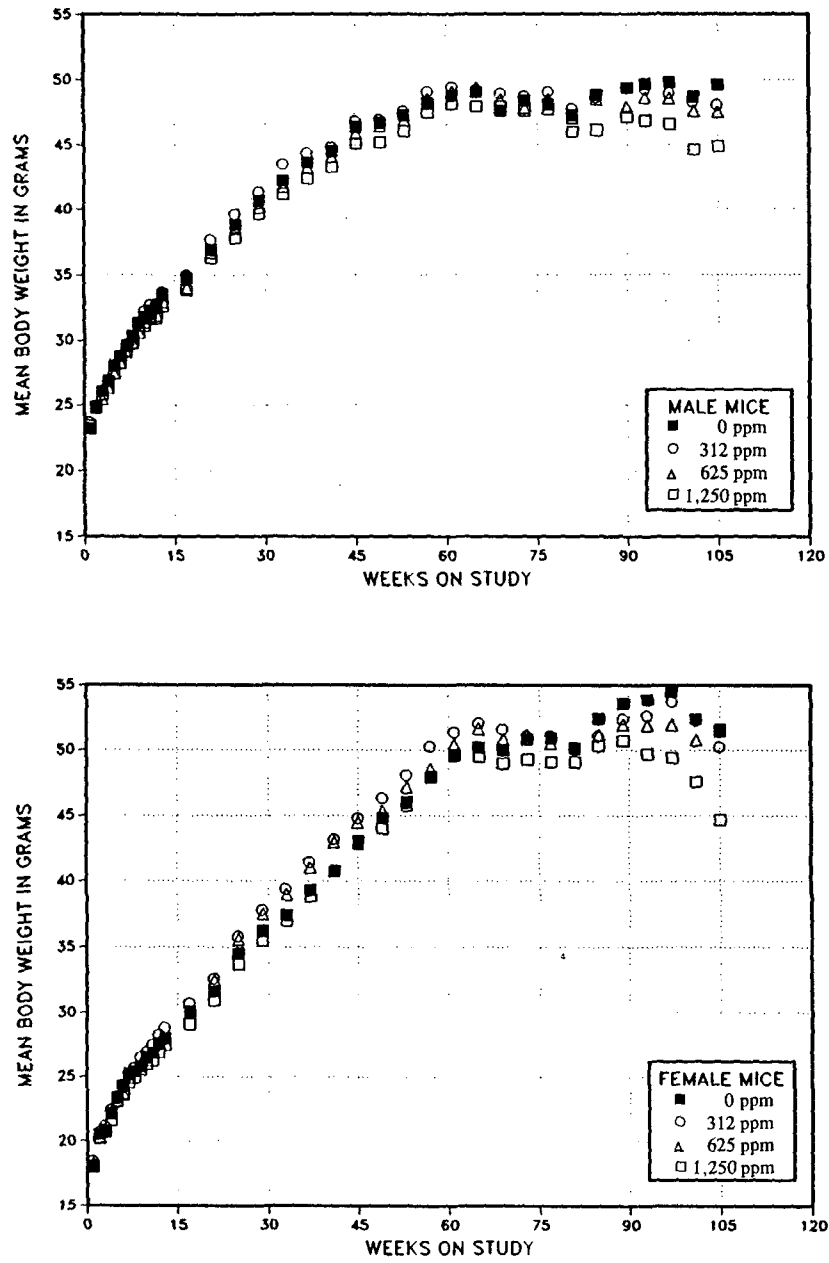 MEAN BODY WEIGHT IN GRAMS
55
50
45
40
35
30
25
20
15
0 15 30 45 60 75 90 105 120
WEEKS ON STUDY
MALE MICE
0 ppm
312 ppm
625 ppm
1,250 ppm
MEAN BODY WEIGHT IN GRAMS
55
50
45
40
35
30
25
20
15
0 15 30 45 60 75 90 105 120
WEEKS ON STUDY
FEMALE MICE
0 ppm
312 ppm
625 ppm
1,250 ppm